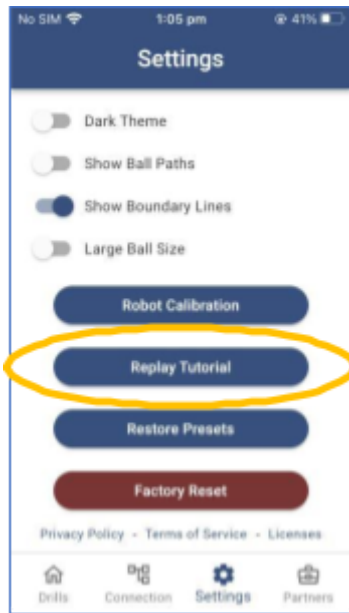 No SIM 1:05 pm 41%
Settings
Dark Theme
Show Ball Paths
Show Boundary Lines
Large Ball Size
Robot Calibration
Replay Tutorial
Restore Presets
Factory Reset
Privacy Policy - Terms of Service - Licenses
Drills Connection Settings Partners